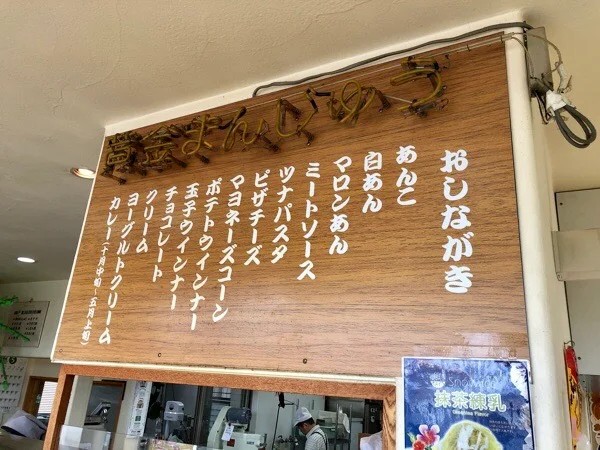 黄金まんじゅう
おしながき
あんこ
白あん
マロンあん
ミートソース
ツナパスタ
ピザチーズ
マヨネーズコーン
ポテトウインナー
玉子ウインナー
チョコレート
クリーム
ヨーグルトクリーム
カレー(十月中旬~五月上旬)
抹茶練乳